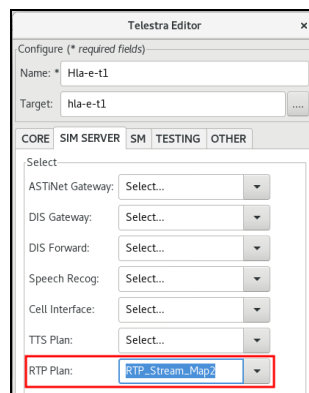 Telestra Editor ×
Configure (* required fields)
Name: * Hla-e-t1
Target: hla-e-t1 ....
CORE SIM SERVER SM TESTING OTHER
Select
ASTiNet Gateway: Select...
DIS Gateway: Select...
DIS Forward: Select...
Speech Recog: Select...
Cell Interface: Select...
TTS Plan: Select...
RTP Plan: RTP_Stream_Map2